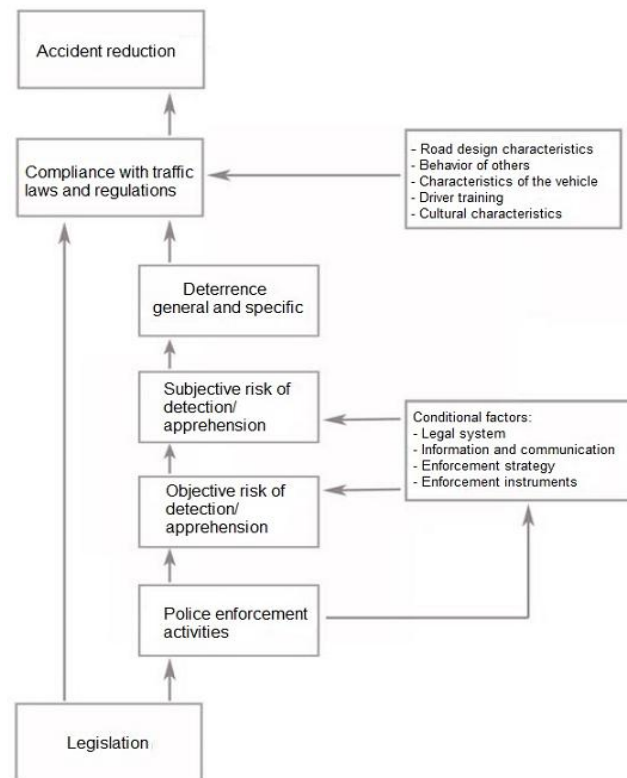 Accident reduction
Compliance with traffic
laws and regulations
- Road design characteristics
- Behavior of others
- Characteristics of the vehicle
- Driver training
- Cultural characteristics
Deterrence
general and specific
Subjective risk of
detection/
apprehension
Conditional factors:
- Legal system
- Information and communication
- Enforcement strategy
- Enforcement instruments
Objective risk of
detection/
apprehension
Police enforcement
activities
Legislation